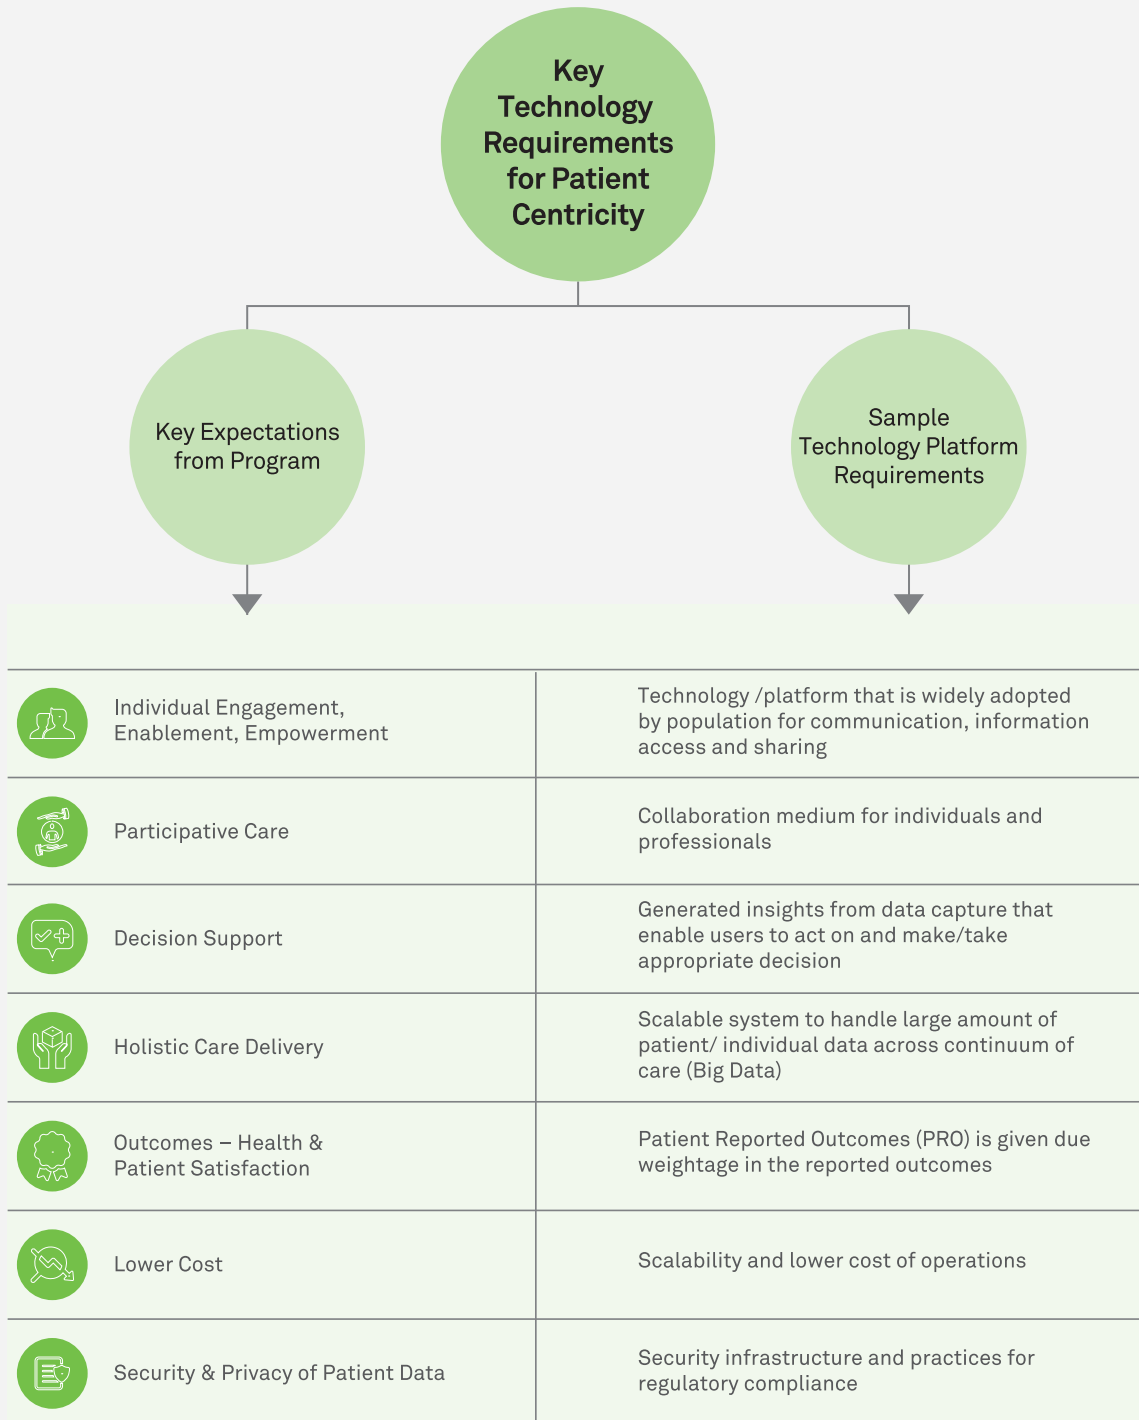 Key
Technology
Requirements
for Patient
Centricity
Key Expectations
from Program
Sample
Technology Platform
Requirements
Individual Engagement,
Enablement, Empowerment
Technology /platform that is widely adopted
by population for communication, information
access and sharing
Participative Care
Collaboration medium for individuals and
professionals
Decision Support
Generated insights from data capture that
enable users to act on and make/take
appropriate decision
Holistic Care Delivery
Scalable system to handle large amount of
patient/ individual data across continuum of
care (Big Data)
Outcomes – Health &
Patient Satisfaction
Patient Reported Outcomes (PRO) is given due
weightage in the reported outcomes
Lower Cost
Scalability and lower cost of operations
Security & Privacy of Patient Data
Security infrastructure and practices for
regulatory compliance